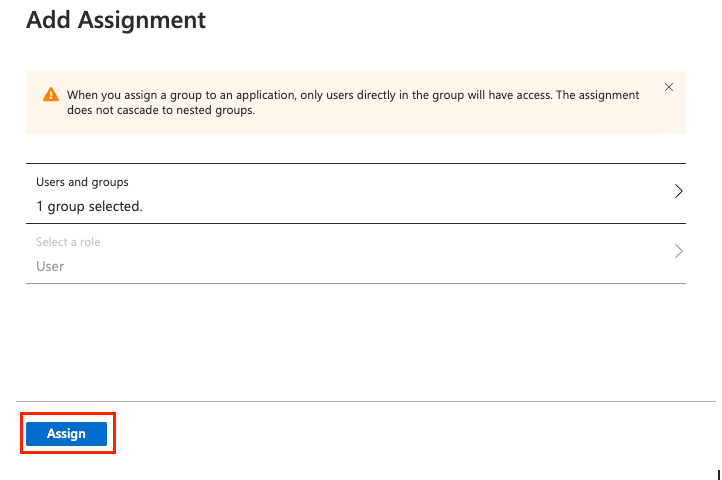 Add Assignment
When you assign a group to an application, only users directly in the group will have access. The assignment
does not cascade to nested groups.
Users and groups
1 group selected.
Select a role
User
Assign